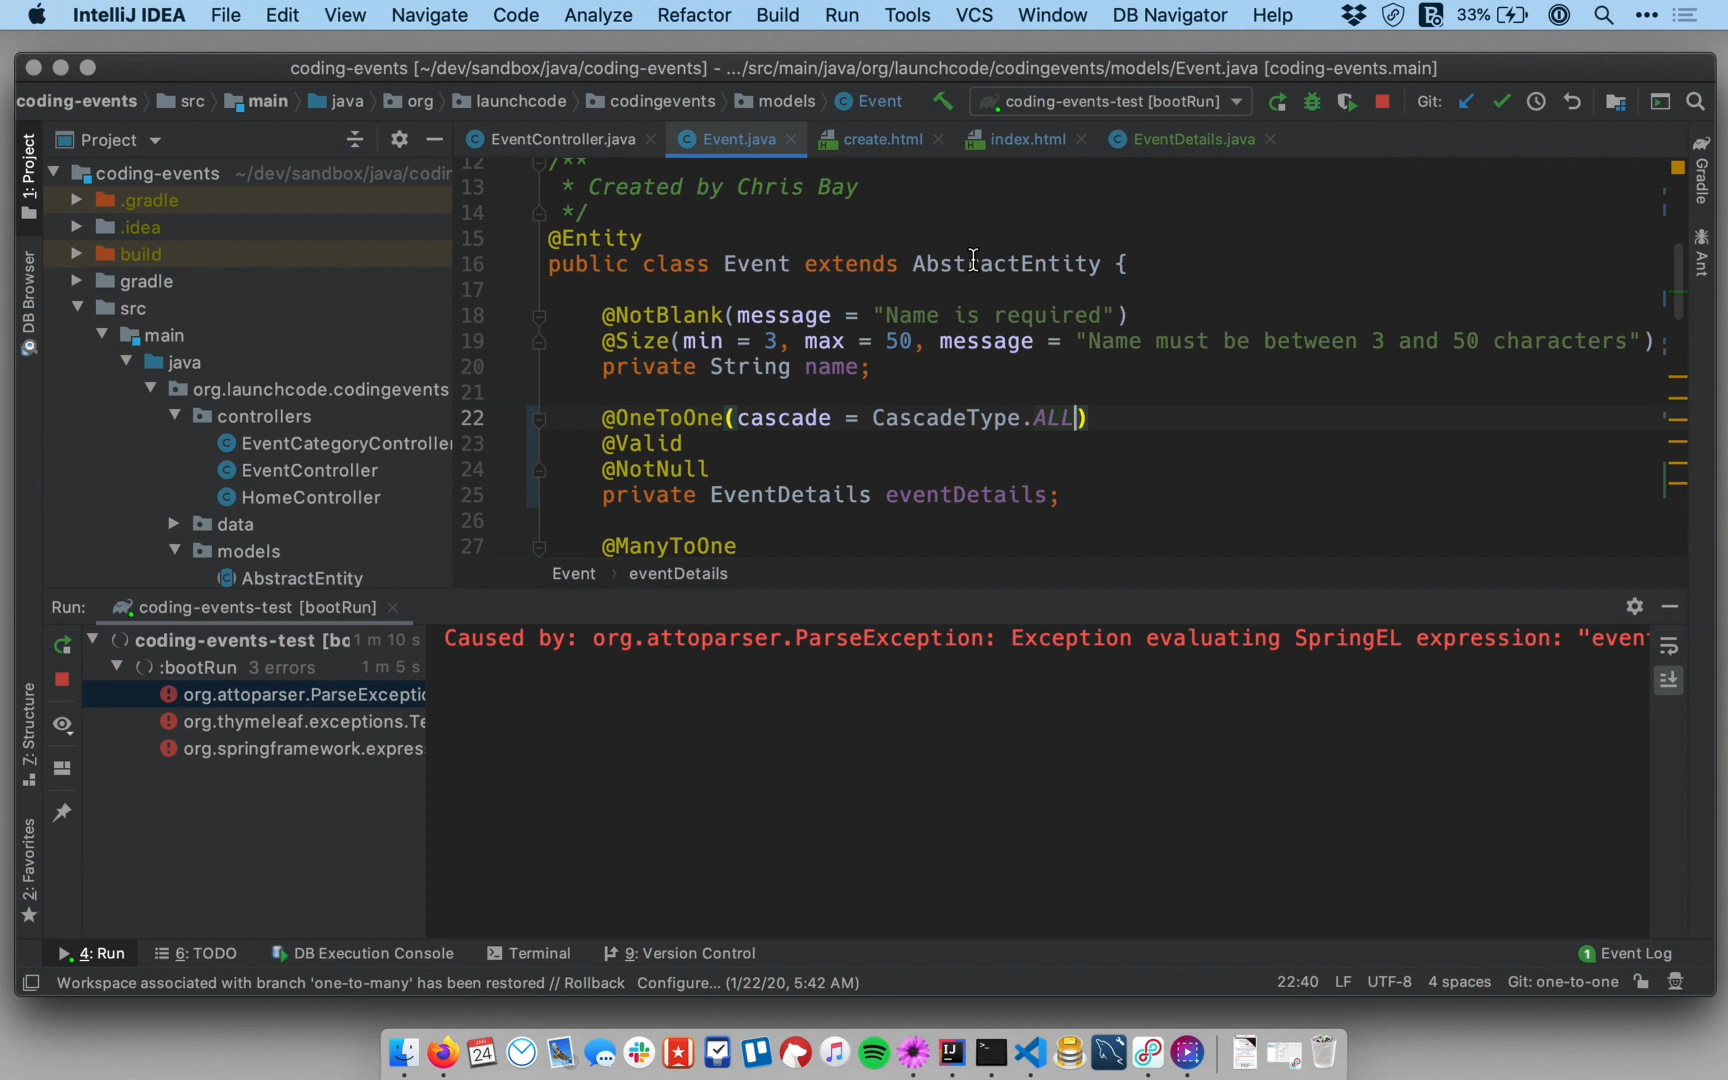 IntelliJ IDEA File Edit View Navigate Code Analyze Refactor Build Run Tools VCS Window DB Navigator Help 33%
coding-events [~/dev/sandbox/java/coding-events] - .../src/main/java/org/launchcode/codingevents/models/Event.java [coding-events.main]
coding-events src main java org launchcode codingevents models Event coding-events-test [bootRun] Git:
1: Project
DB Browser
Z: Structure
2: Favorites
Project
coding-events ~/dev/sandbox/java/codin
.gradle
.idea
build
gradle
src
main
java
org.launchcode.codingevents
controllers
EventCategoryController
EventController
HomeController
data
models
AbstractEntity
EventController.java Event.java create.html index.html EventDetails.java
12 /**
13 * Created by Chris Bay
14 */
15 @Entity
16 public class Event extends AbstractEntity {
17
18 @NotBlank(message = "Name is required")
19 @Size(min = 3, max = 50, message = "Name must be between 3 and 50 characters")
20 private String name;
21
22 @OneToOne(cascade = CascadeType.ALL)
23 @Valid
24 @NotNull
25 private EventDetails eventDetails;
26
27 @ManyToOne
Event eventDetails
Gradle
Ant
Run: coding-events-test [bootRun]
coding-events-test [bo 1 m 10 s
:bootRun 3 errors 1 m 5 s
org.attoparser.ParseExceptio
org.thymeleaf.exceptions.Te
org.springframework.expres
Caused by: org.attoparser.ParseException: Exception evaluating SpringEL expression: "even
4: Run 6: TODO DB Execution Console Terminal 9: Version Control 1 Event Log
Workspace associated with branch 'one-to-many' has been restored // Rollback Configure... (1/22/20, 5:42 AM) 22:40 LF UTF-8 4 spaces Git: one-to-one
JAN
24
IJ